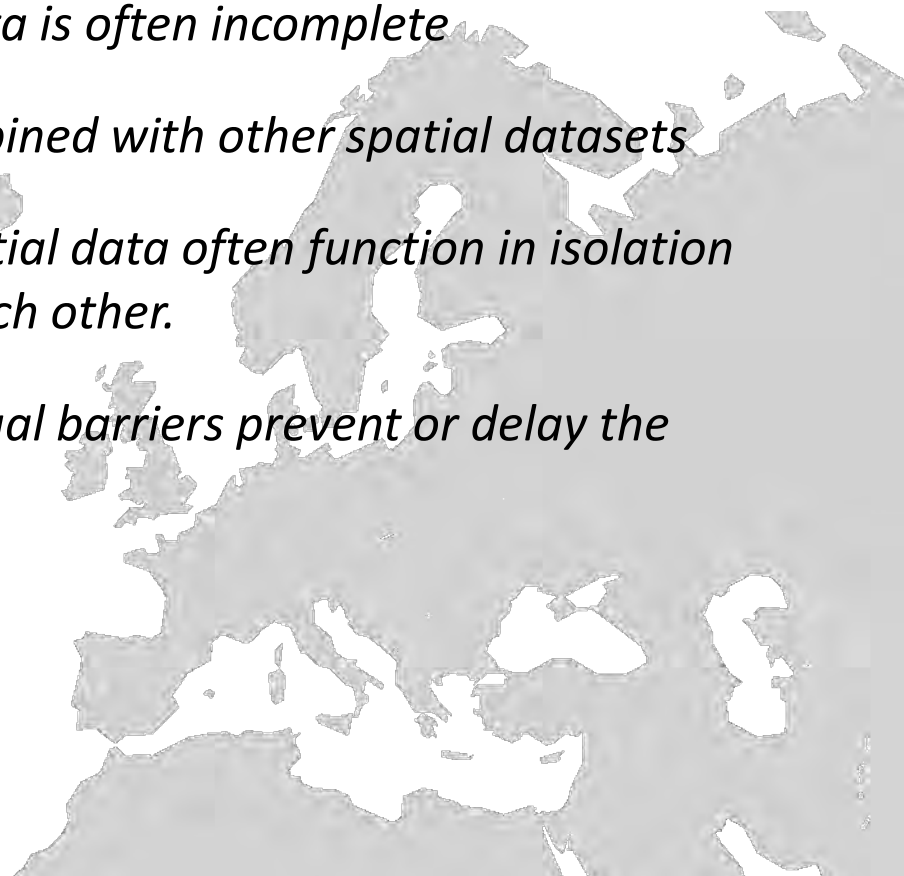 a is often incomplete
bined with other spatial datasets
tial data often function in isolation
ch other.
ual barriers prevent or delay the